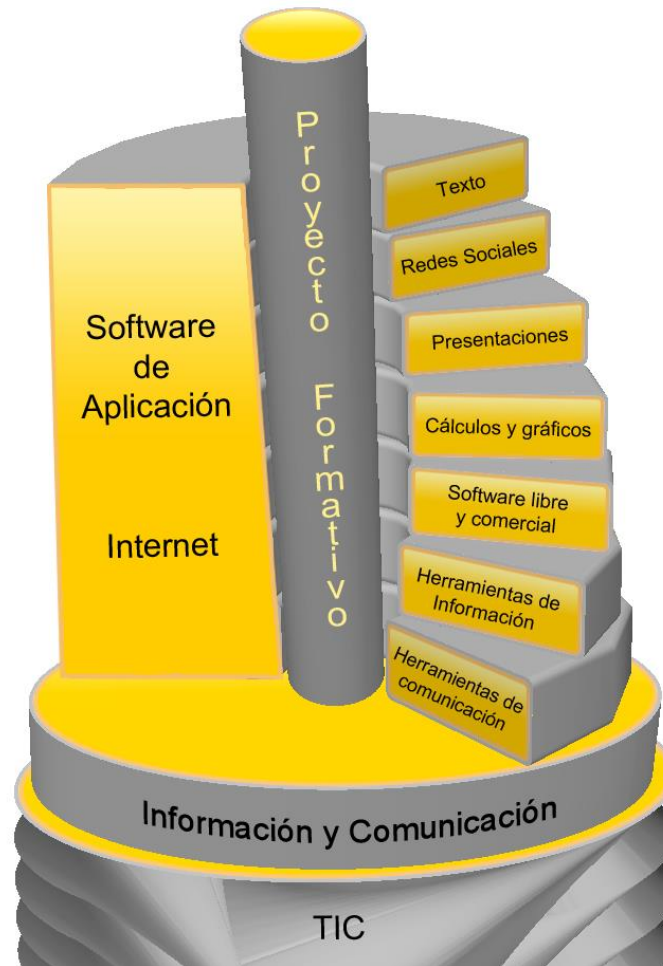 Proyecto Formativo
Software
de
Aplicación
Internet
Texto
Redes Sociales
Presentaciones
Cálculos y gráficos
Software libre
y comercial
Herramientas de
Información
Herramientas de
comunicación
Información y Comunicación
TIC